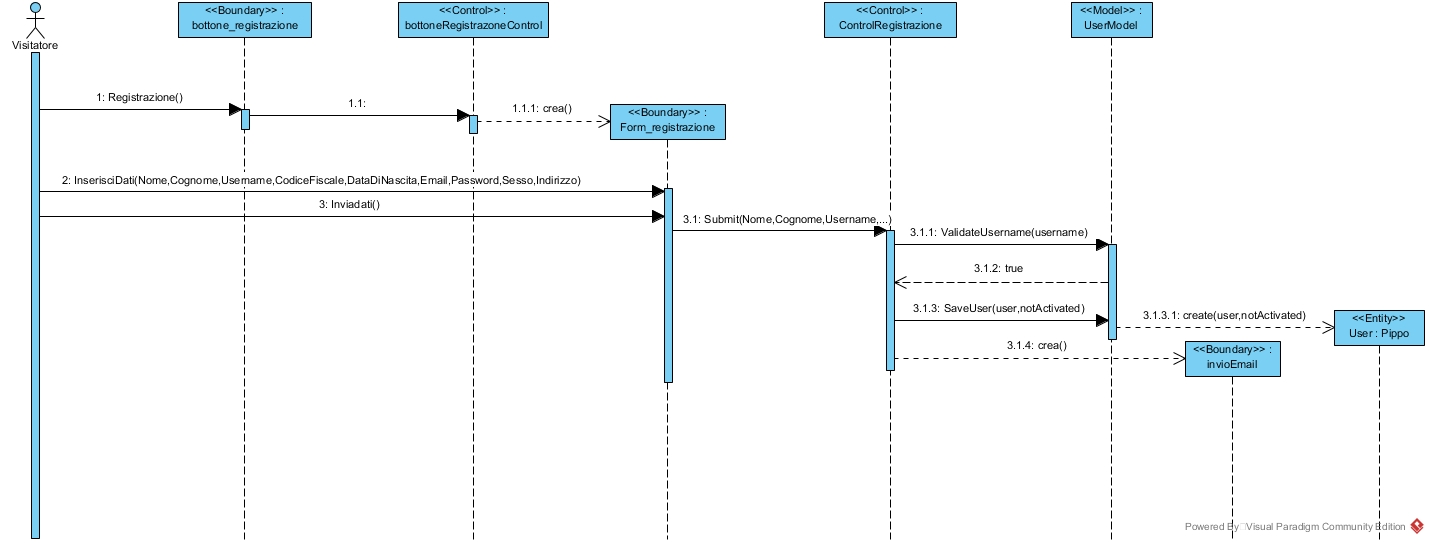 <<Boundary>> :
bottone_registrazione
<<Control>> :
bottoneRegistrazoneControl
<<Control>> :
ControlRegistrazione
<<Model>> :
UserModel
Visitatore
1: Registrazione()
1.1:
1.1.1: crea()
<<Boundary>> :
Form_registrazione
2: InserisciDati(Nome,Cognome,Username,CodiceFiscale,DataDiNascita,Email,Password,Sesso,Indirizzo)
3: Inviadati()
3.1: Submit(Nome,Cognome,Username,...)
3.1.1: ValidateUsername(username)
3.1.2: true
3.1.3: SaveUser(user,notActivated)
3.1.3.1: create(user,notActivated)
<<Entity>>
User : Pippo
3.1.4: crea()
<<Boundary>> :
invioEmail
Powered By Visual Paradigm Community Edition